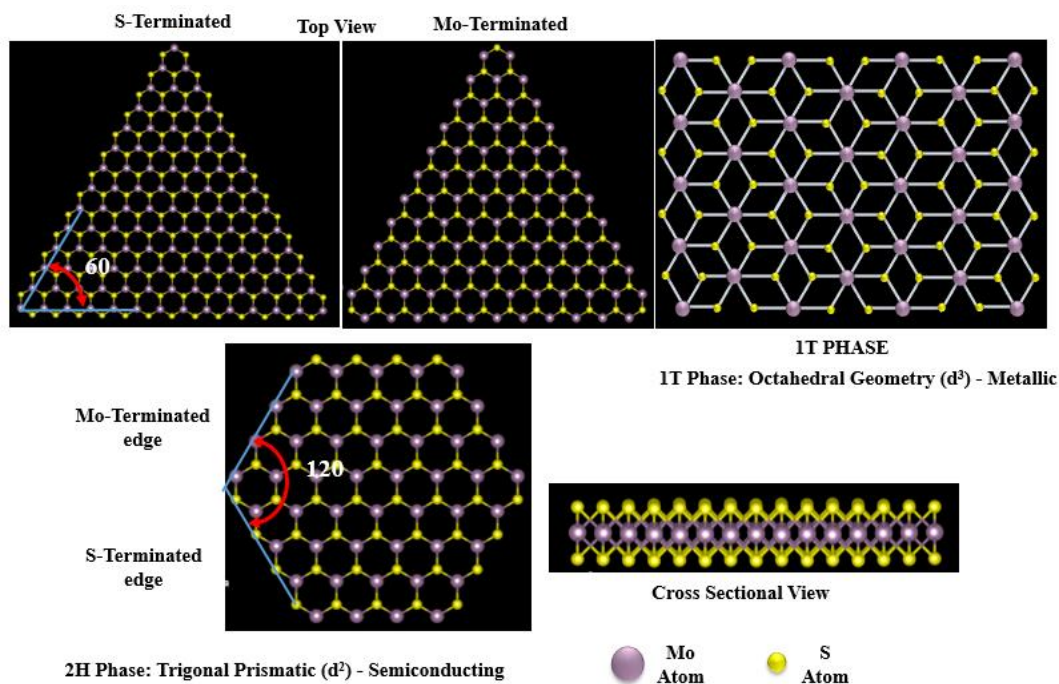 S-Terminated
Top View
Mo-Terminated
60
1T PHASE
1T Phase: Octahedral Geometry (d³) - Metallic
Mo-Terminated
edge
120
S-Terminated
edge
Cross Sectional View
2H Phase: Trigonal Prismatic (d²) - Semiconducting
Mo
Atom
S
Atom